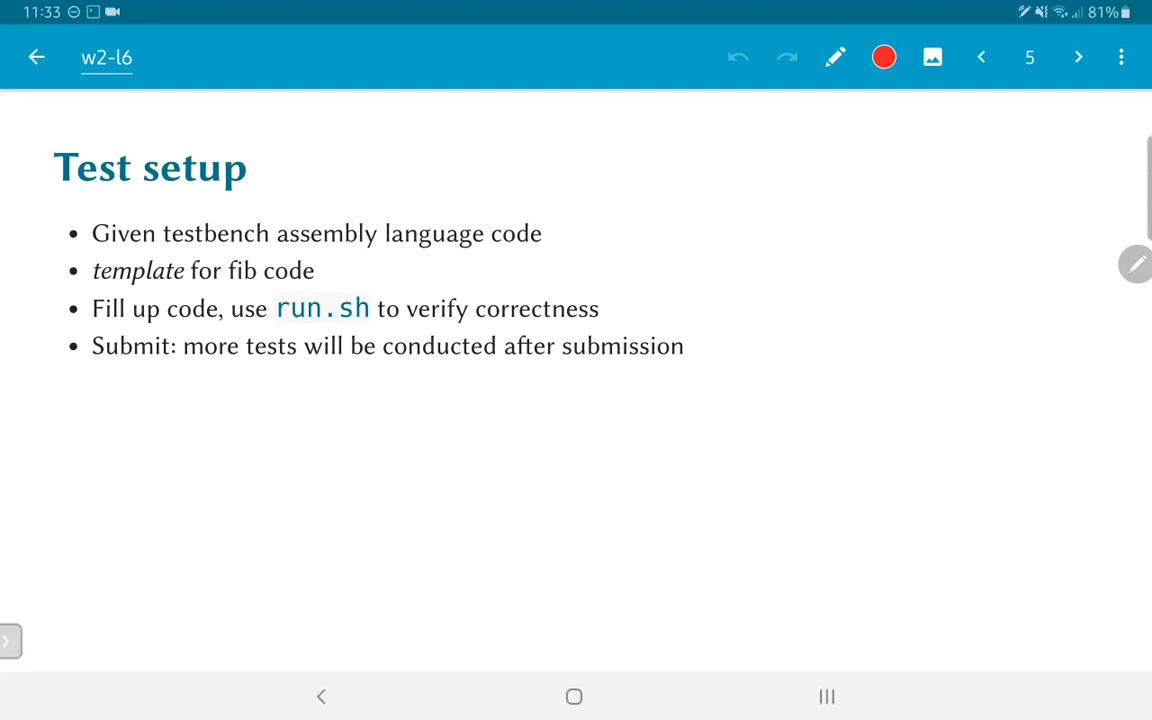 11:33 81%
w2-l6 5
Test setup
• Given testbench assembly language code
• template for fib code
• Fill up code, use run.sh to verify correctness
• Submit: more tests will be conducted after submission